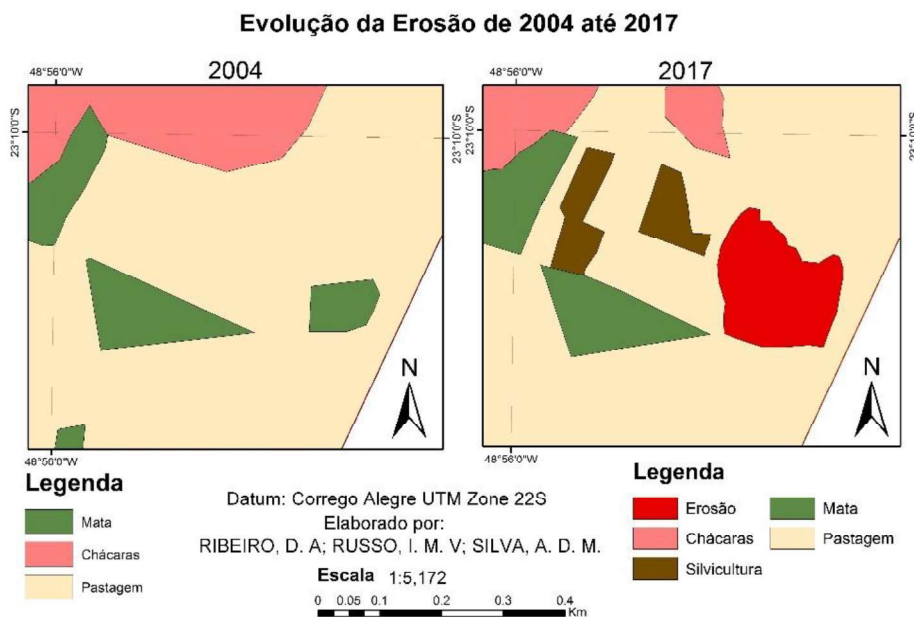 Evolução da Erosão de 2004 até 2017
2004
48°56'0"W
23°10'0"S
48°56'0"W
2017
48°56'0"W
23°10'0"S
23°10'0"S
48°56'0"W
N
N
Legenda
Mata
Chácaras
Pastagem
Datum: Corrego Alegre UTM Zone 22S
Elaborado por:
RIBEIRO, D. A; RUSSO, I. M. V; SILVA, A. D. M.
Escala 1:5,172
0 0.05 0.1 0.2 0.3 0.4
Km
Legenda
Erosão
Chácaras
Silvicultura
Mata
Pastagem